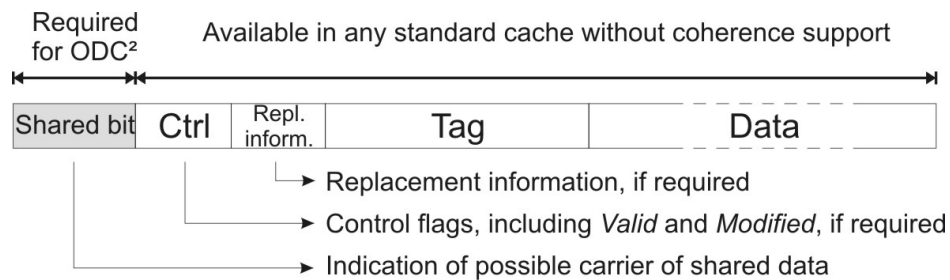 Required
for ODC²
Available in any standard cache without coherence support
Shared bit Ctrl Repl. inform. Tag Data
Replacement information, if required
Control flags, including Valid and Modified, if required
Indication of possible carrier of shared data